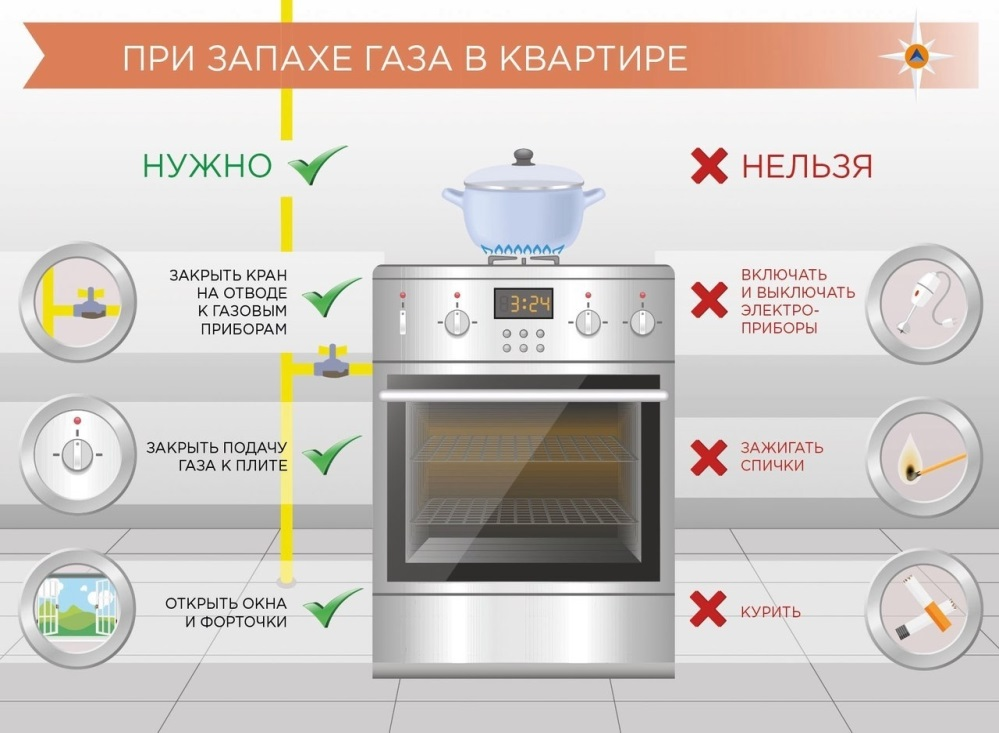 ПРИ ЗАПАХЕ ГАЗА В КВАРТИРЕ
НУЖНО
ЗАКРЫТЬ КРАН
НА ОТВОДЕ
К ГАЗОВЫМ
ПРИБОРАМ
ЗАКРЫТЬ ПОДАЧУ
ГАЗА К ПЛИТЕ
ОТКРЫТЬ ОКНА
И ФОРТОЧКИ
3:24
НЕЛЬЗЯ
ВКЛЮЧАТЬ
И ВЫКЛЮЧАТЬ
ЭЛЕКТРО-
ПРИБОРЫ
ЗАЖИГАТЬ
СПИЧКИ
КУРИТЬ